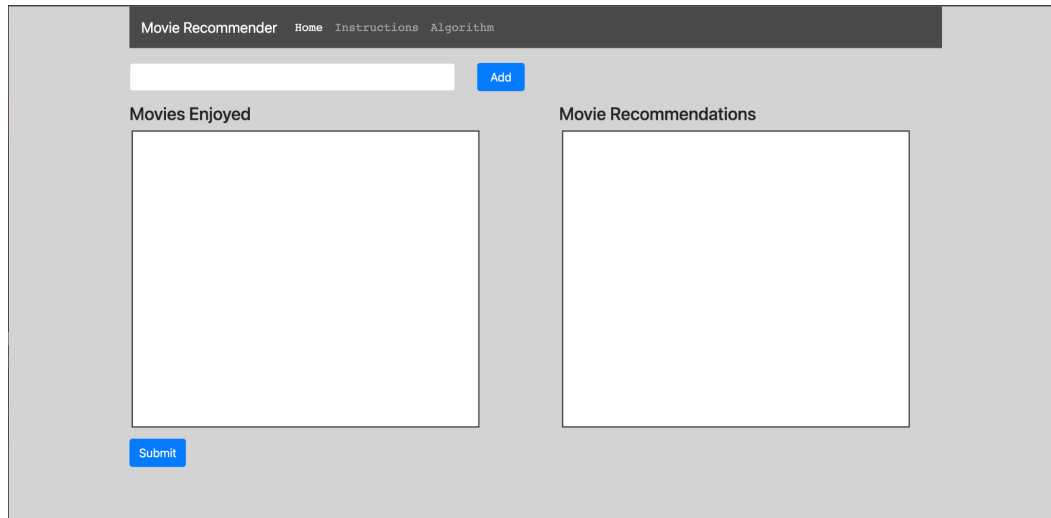 Movie Recommender Home Instructions Algorithm
Add
Movies Enjoyed
Movie Recommendations
Submit